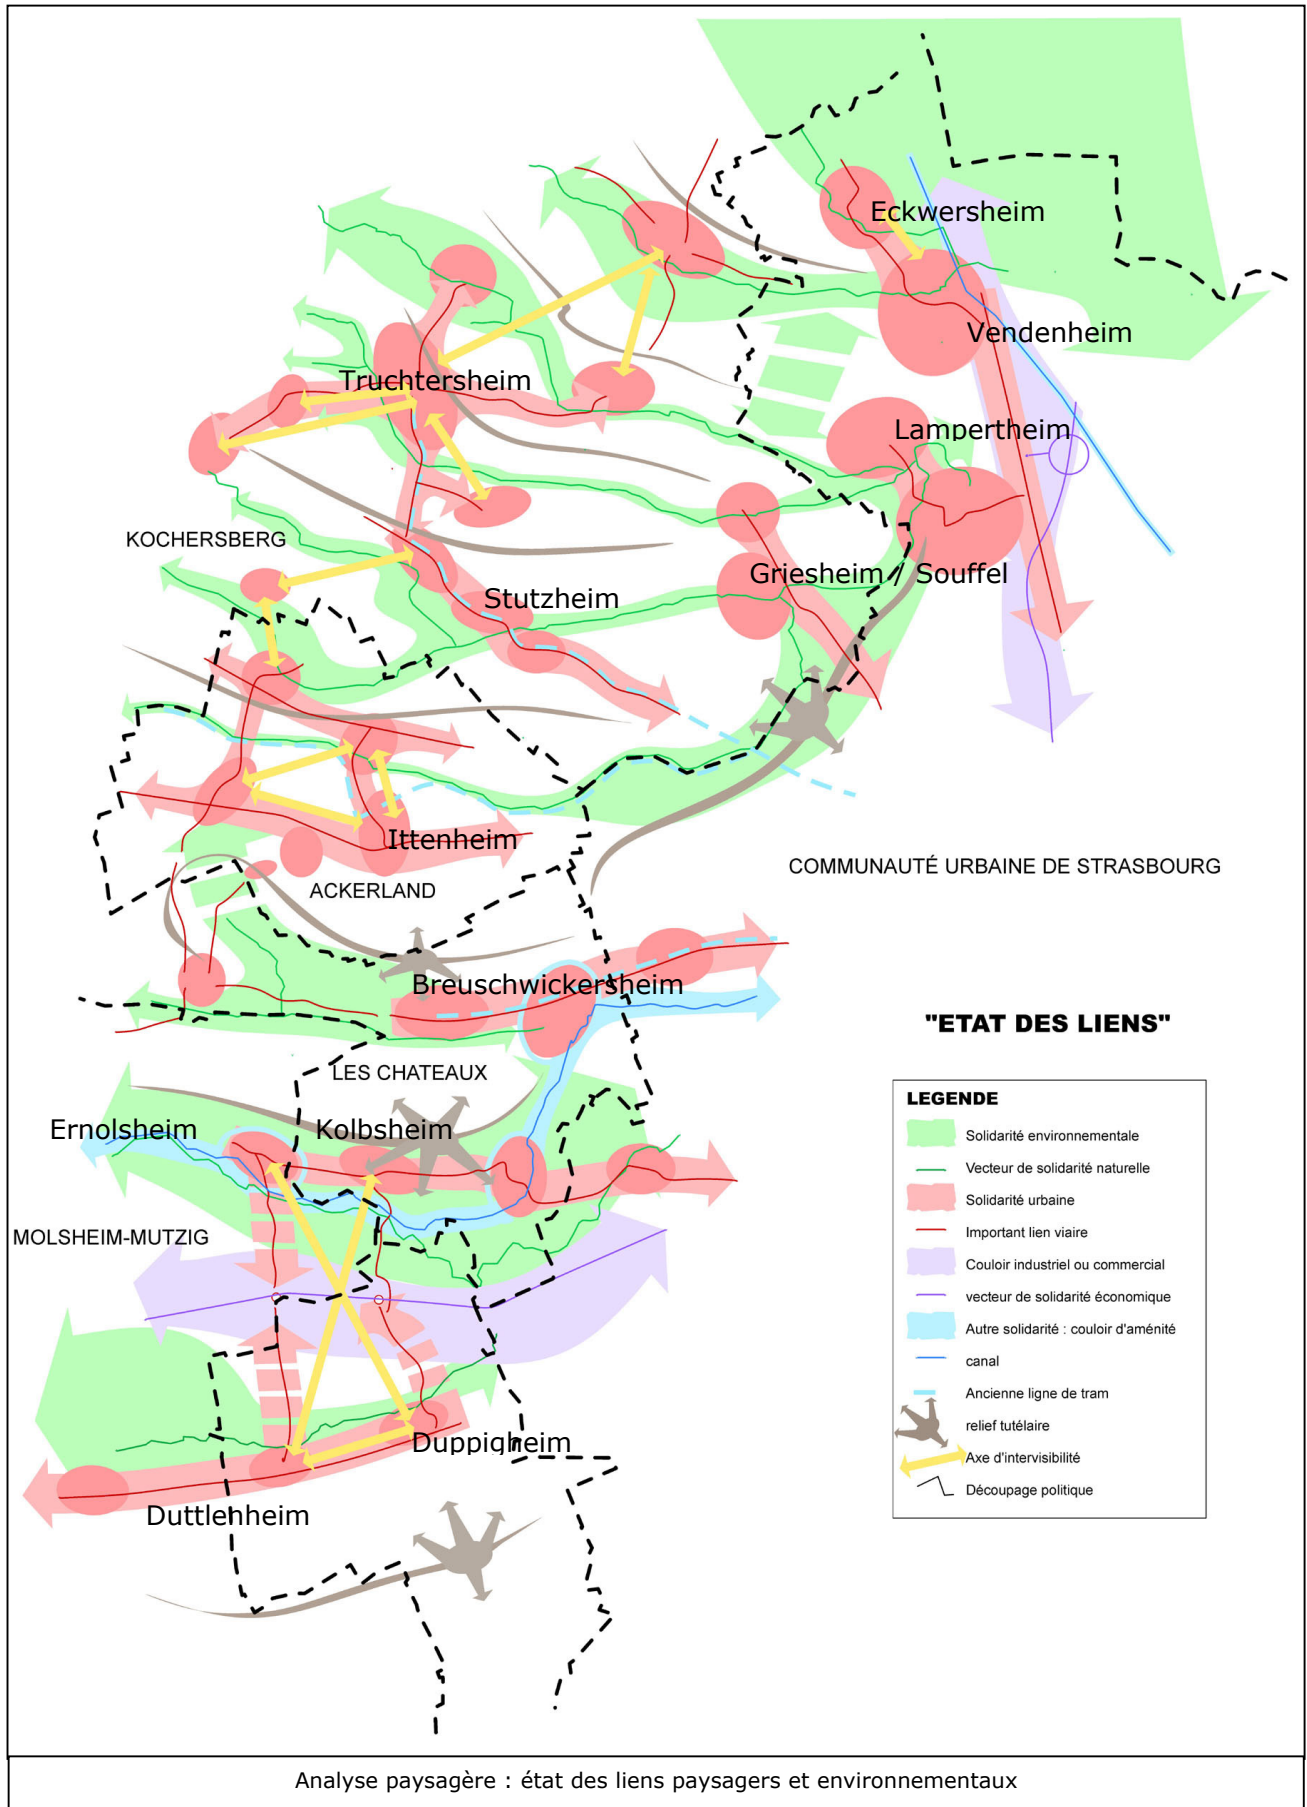 Eckwersheim
Vendenheim
Truchtersheim
Lampertheim
KOCHERSBERG
Griesheim / Souffel
Stutzheim
Ittenheim
COMMUNAUTÉ URBAINE DE STRASBOURG
ACKERLAND
Breuschwickersheim
"ETAT DES LIENS"
LES CHATEAUX
Ernolsheim
Kolbsheim
MOLSHEIM-MUTZIG
Duppigheim
Duttlenheim
LEGENDE
Solidarité environnementale
Vecteur de solidarité naturelle
Solidarité urbaine
Important lien viaire
Couloir industriel ou commercial
vecteur de solidarité économique
Autre solidarité : couloir d'aménité
canal
Ancienne ligne de tram
relief tutélaire
Axe d'intervisibilité
Découpage politique
Analyse paysagère : état des liens paysagers et environnementaux